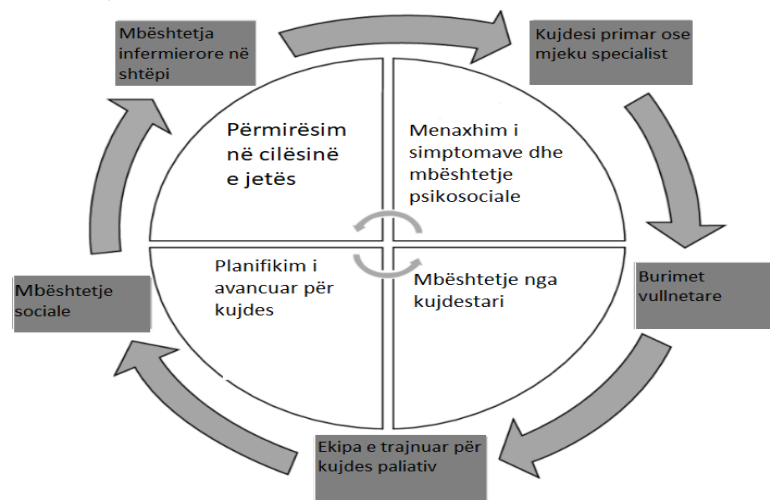 Mbështetja
infermierore në
shtëpi
Kujdesi primar ose
mjeku specialist
Përmirësim
në cilësinë
e jetës
Menaxhim i
simptomave dhe
mbështetje
psikosociale
Planifikim i
avancuar për
kujdes
Mbështetje nga
kujdestari
Mbështetje
sociale
Burimet
vullnetare
Ekipa e trajnuar për
kujdes paliativ